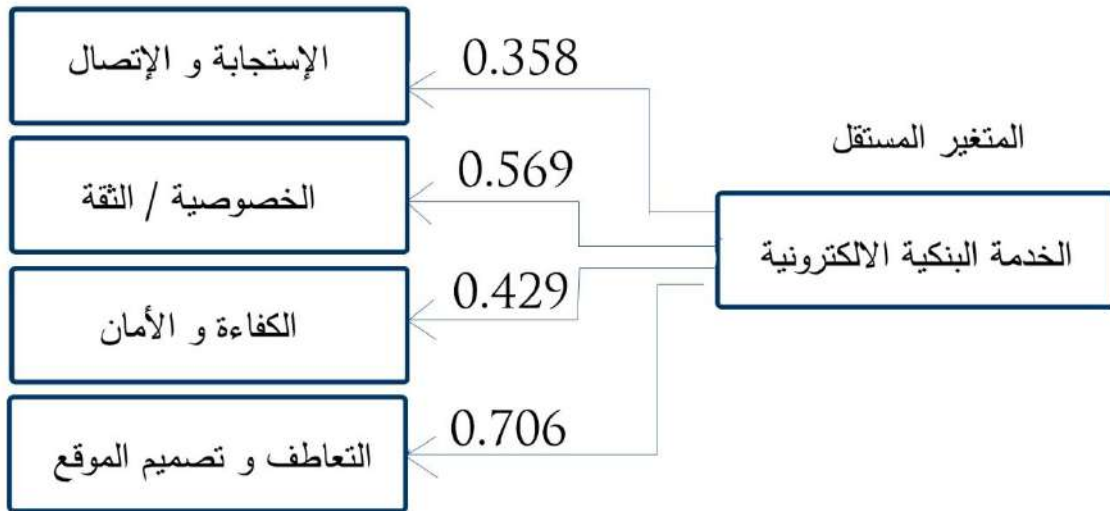 المتغير المستقل
الخدمة البنكية الالكترونية
0.358
الإستجابة و الإتصال
0.569
الخصوصية / الثقة
0.429
الكفاءة و الأمان
0.706
التعاطف و تصميم الموقع